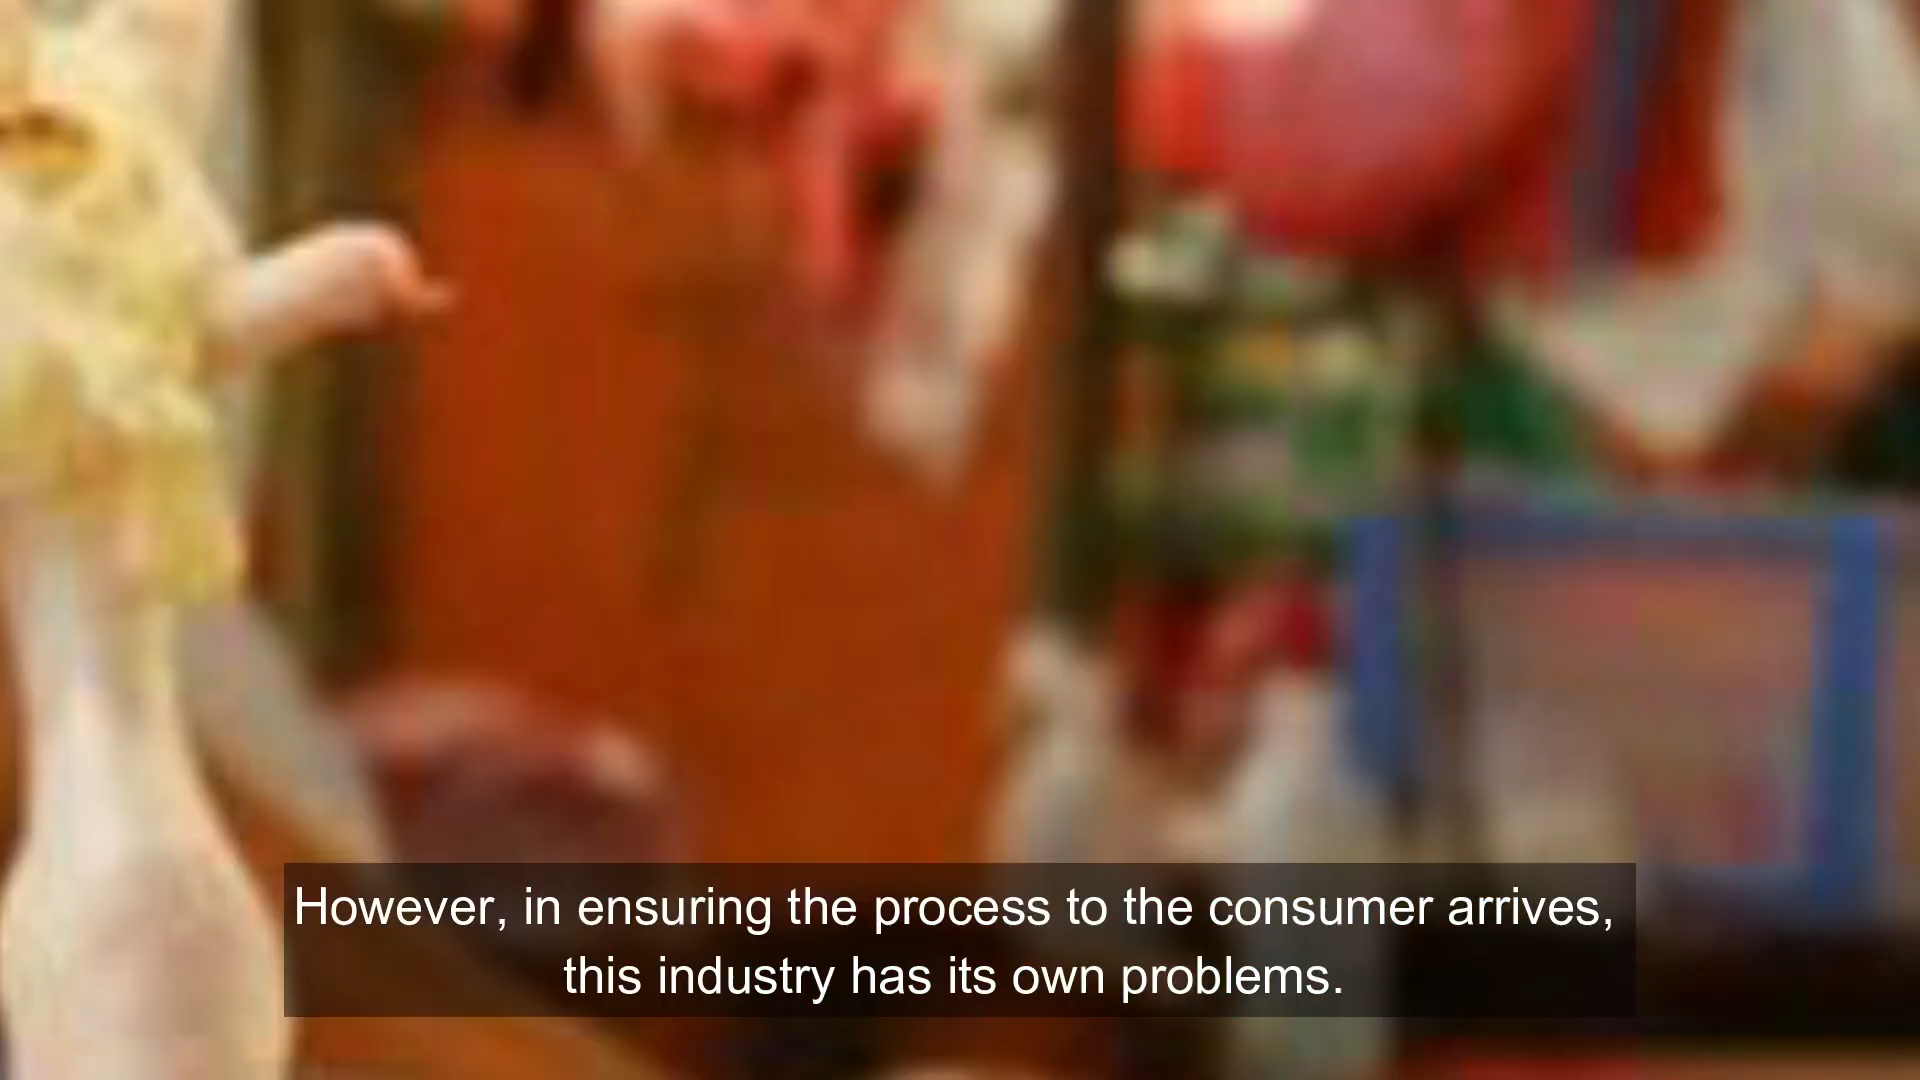 However, in ensuring the process to the consumer arrives,
this industry has its own problems.